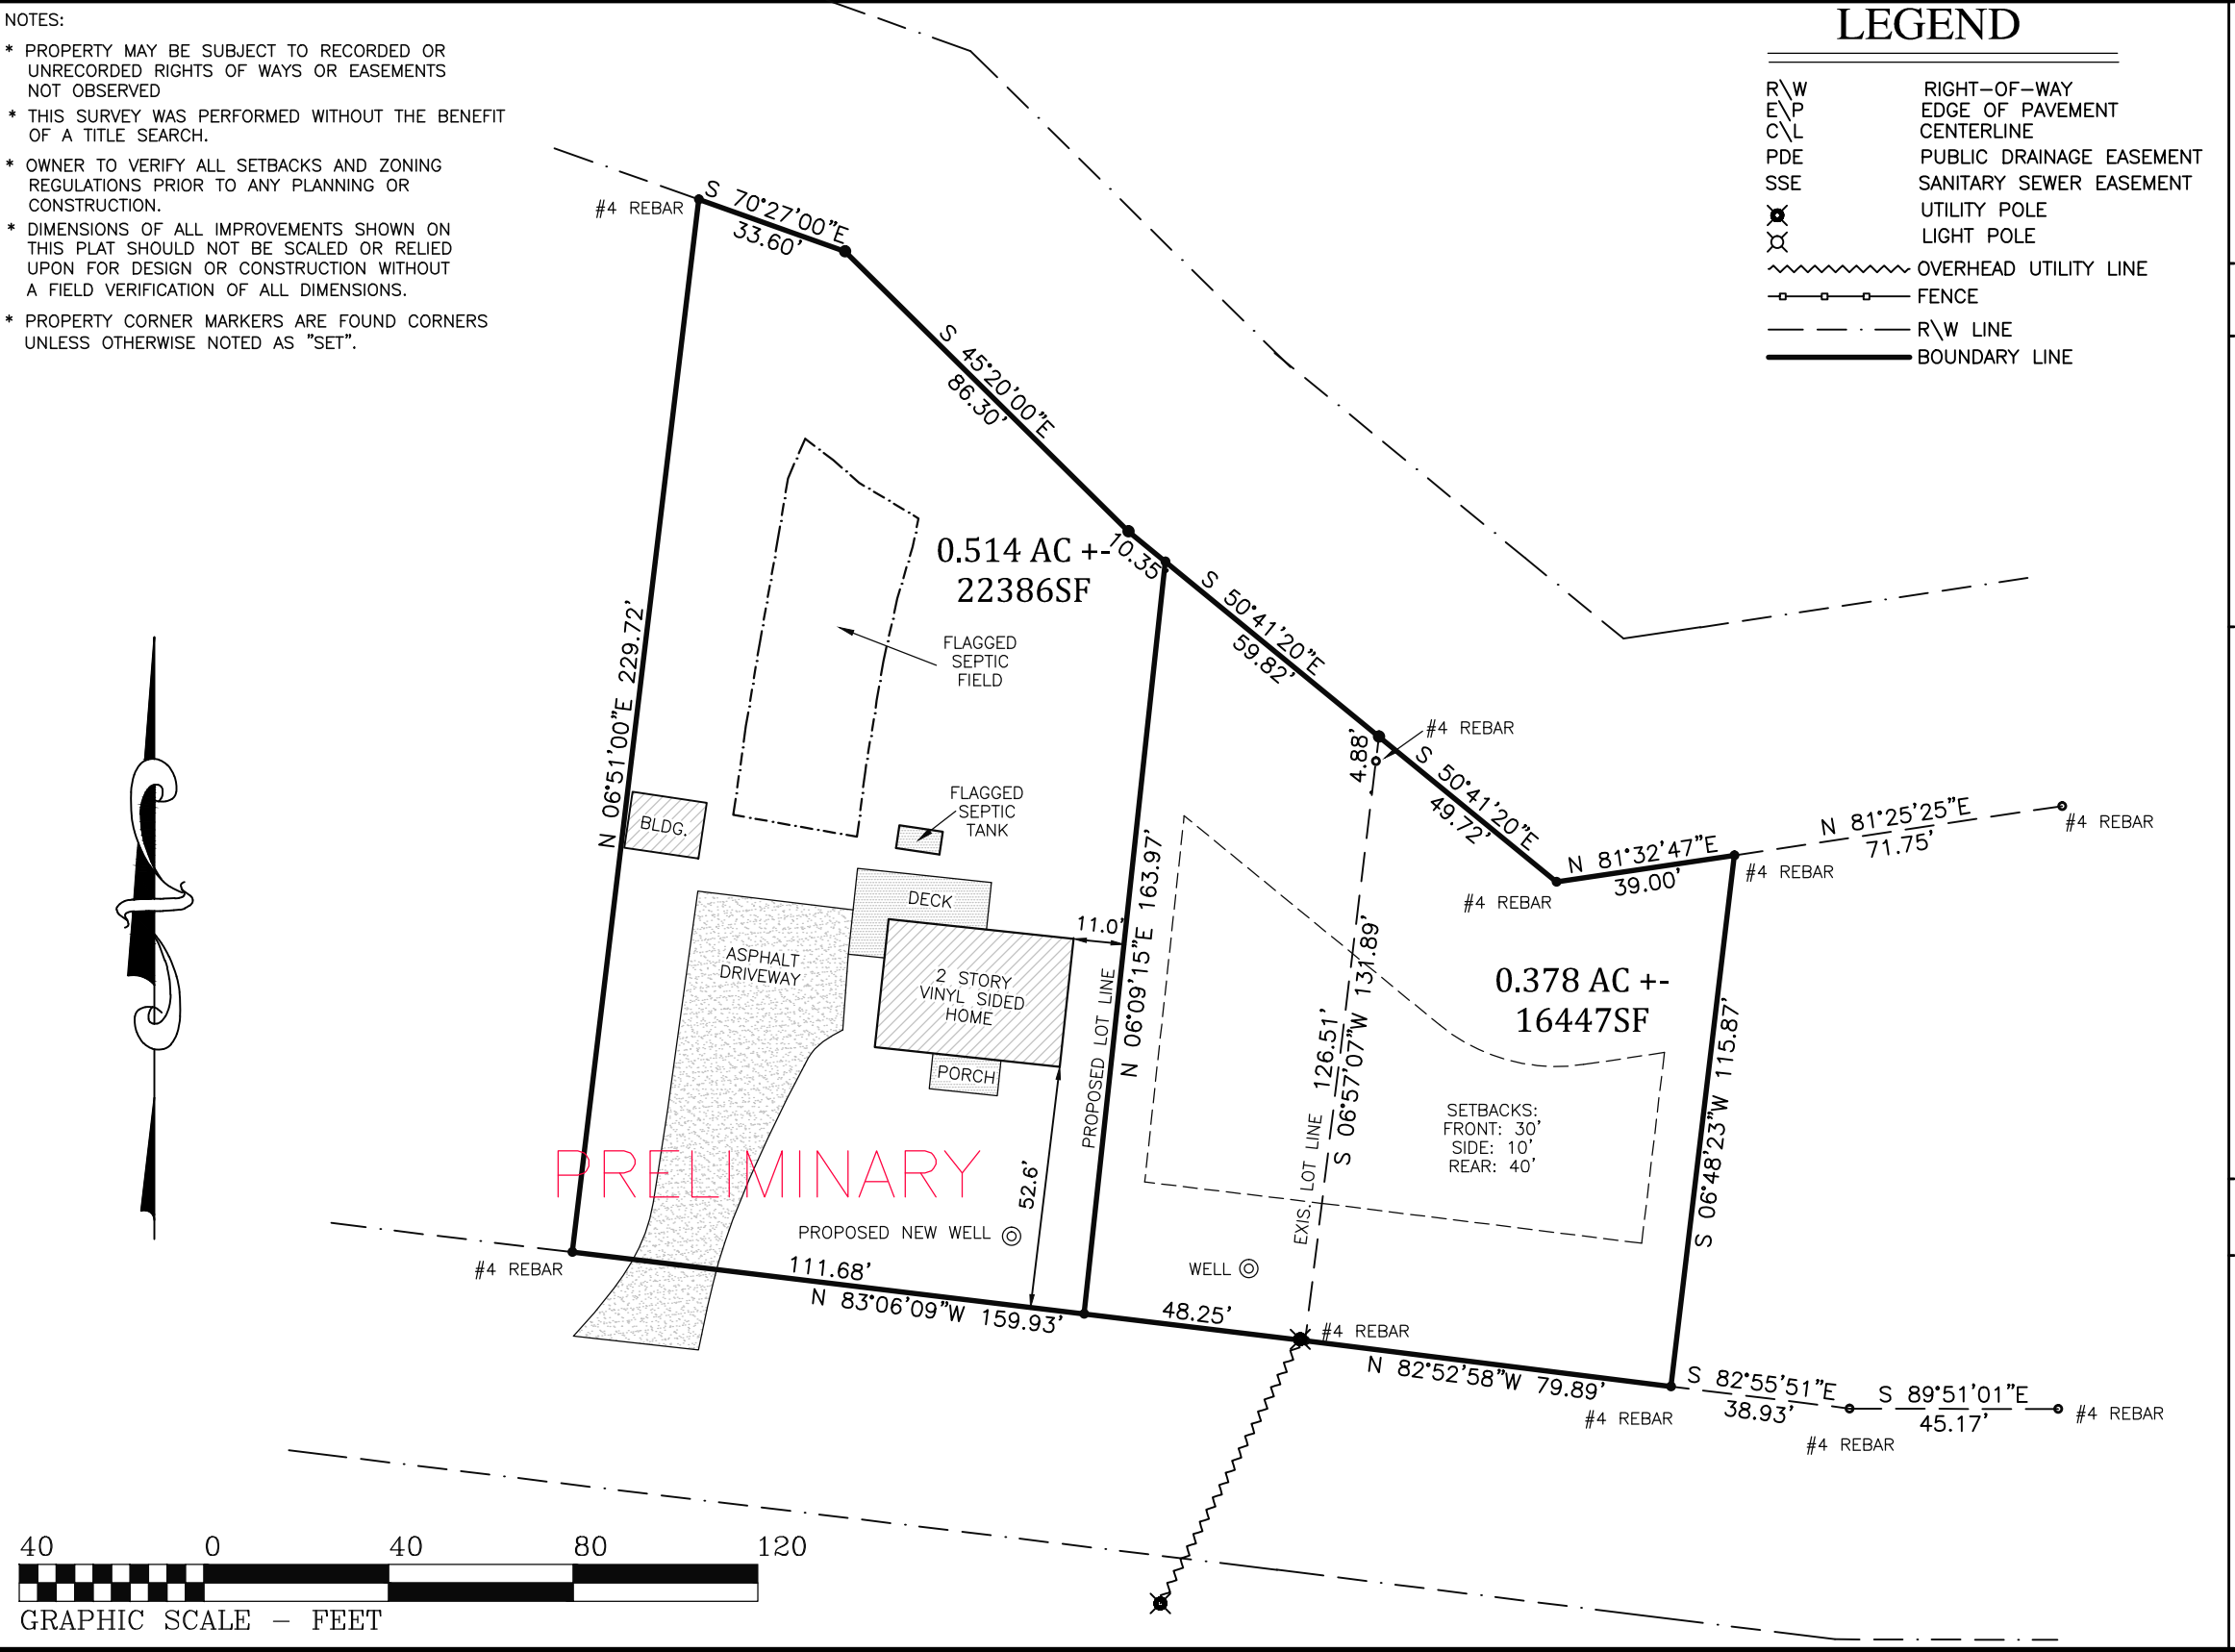 NOTES:
* PROPERTY MAY BE SUBJECT TO RECORDED OR
UNRECORDED RIGHTS OF WAYS OR EASEMENTS
NOT OBSERVED
* THIS SURVEY WAS PERFORMED WITHOUT THE BENEFIT
OF A TITLE SEARCH.
* OWNER TO VERIFY ALL SETBACKS AND ZONING
REGULATIONS PRIOR TO ANY PLANNING OR
CONSTRUCTION.
* DIMENSIONS OF ALL IMPROVEMENTS SHOWN ON
THIS PLAT SHOULD NOT BE SCALED OR RELIED
UPON FOR DESIGN OR CONSTRUCTION WITHOUT
A FIELD VERIFICATION OF ALL DIMENSIONS.
* PROPERTY CORNER MARKERS ARE FOUND CORNERS
UNLESS OTHERWISE NOTED AS "SET".
LEGEND
R\W RIGHT-OF-WAY
E\P EDGE OF PAVEMENT
C\L CENTERLINE
PDE PUBLIC DRAINAGE EASEMENT
SSE SANITARY SEWER EASEMENT
UTILITY POLE
LIGHT POLE
OVERHEAD UTILITY LINE
FENCE
R\W LINE
BOUNDARY LINE
#4 REBAR
S 70°27'00"E
33.60'
S 45°20'00"E
86.30'
0.514 AC +-
22386SF
10.35'
S 50°41'20"E
59.82'
FLAGGED
SEPTIC
FIELD
N 06°51'00"E 229.72'
#4 REBAR
4.88'
S 50°41'20"E
49.72'
BLDG.
FLAGGED
SEPTIC
TANK
N 81°32'47"E
39.00'
N 81°25'25"E
71.75'
#4 REBAR
#4 REBAR
#4 REBAR
DECK
11.0'
ASPHALT
DRIVEWAY
2 STORY
VINYL SIDED
HOME
PORCH
PROPOSED LOT LINE
N 06°09'15"E 163.97'
EXIS. LOT LINE 126.51'
S 06°57'07"W 131.89'
0.378 AC +-
16447SF
S 06°48'23"W 115.87'
SETBACKS:
FRONT: 30'
SIDE: 10'
REAR: 40'
PRELIMINARY
52.6'
PROPOSED NEW WELL
WELL
#4 REBAR
111.68'
N 83°06'09"W 159.93'
48.25'
#4 REBAR
N 82°52'58"W 79.89'
#4 REBAR
S 82°55'51"E
38.93'
#4 REBAR
S 89°51'01"E
45.17'
#4 REBAR
40 0 40 80 120
GRAPHIC SCALE - FEET